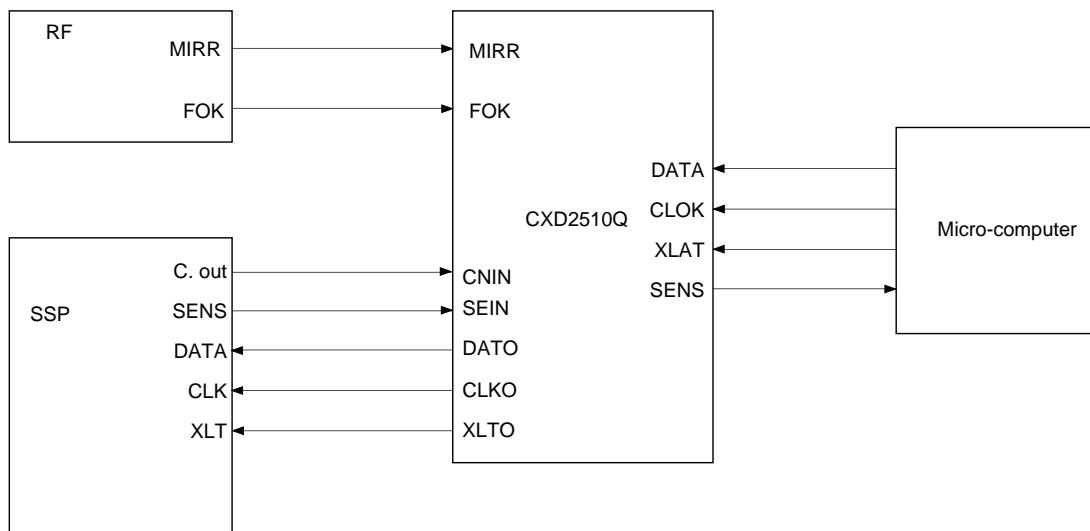 RF
MIRR
FOK
MIRR
FOK
CXD2510Q
DATA
CLOK
XLAT
SENS
Micro-computer
SSP
C. out
SENS
DATA
CLK
XLT
CNIN
SEIN
DATO
CLKO
XLTO